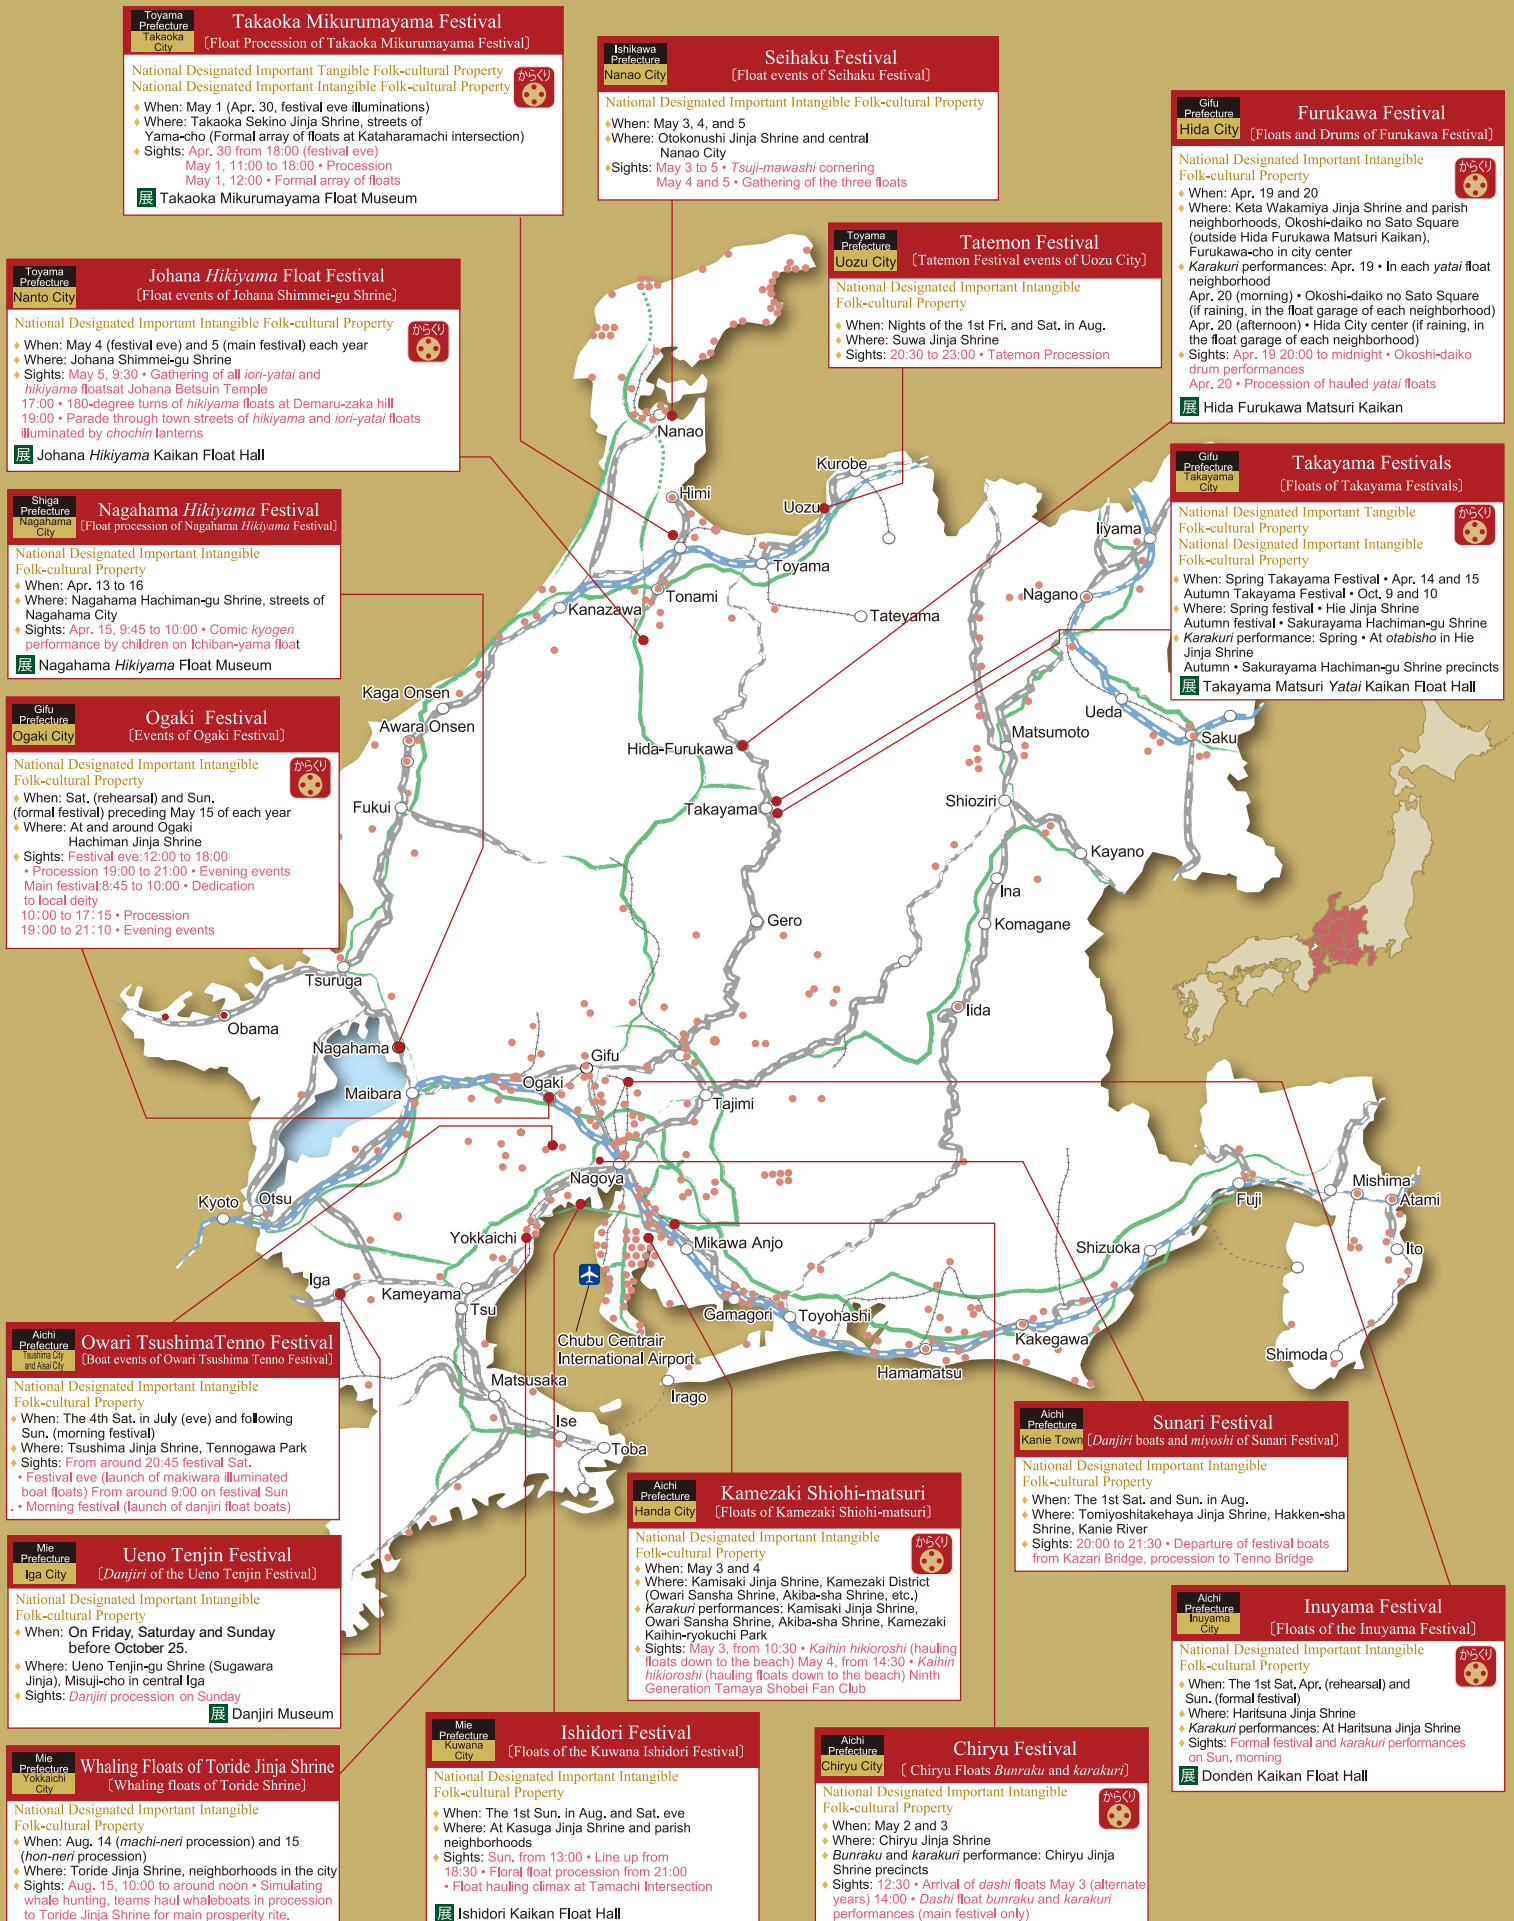 Toyama
Prefecture
Takaoka
City
Takaoka Mikurumayama Festival
〔Float Procession of Takaoka Mikurumayama Festival〕
National Designated Important Tangible Folk-cultural Property
National Designated Important Intangible Folk-cultural Property
からくり
♦ When: May 1 (Apr. 30, festival eve illuminations)
♦ Where: Takaoka Sekino Jinja Shrine, streets of
Yama-cho (Formal array of floats at Kataharamachi intersection)
♦ Sights: Apr. 30 from 18:00 (festival eve)
May 1, 11:00 to 18:00 • Procession
May 1, 12:00 • Formal array of floats
展 Takaoka Mikurumayama Float Museum
Ishikawa
Prefecture
Nanao City
Seihaku Festival
〔Float events of Seihaku Festival〕
National Designated Important Intangible Folk-cultural Property
♦When: May 3, 4, and 5
♦Where: Otokonushi Jinja Shrine and central
Nanao City
♦Sights: May 3 to 5 • Tsuji-mawashi cornering
May 4 and 5 • Gathering of the three floats
Gifu
Prefecture
Hida City
Furukawa Festival
〔Floats and Drums of Furukawa Festival〕
National Designated Important Intangible
Folk-cultural Property
からくり
♦ When: Apr. 19 and 20
♦ Where: Keta Wakamiya Jinja Shrine and parish
neighborhoods, Okoshi-daiko no Sato Square
(outside Hida Furukawa Matsuri Kaikan),
Furukawa-cho in city center
♦ Karakuri performances: Apr. 19 • In each yatai float
neighborhood
Apr. 20 (morning) • Okoshi-daiko no Sato Square
(if raining, in the float garage of each neighborhood)
Apr. 20 (afternoon) • Hida City center (if raining, in
the float garage of each neighborhood)
♦ Sights: Apr. 19 20:00 to midnight • Okoshi-daiko
drum performances
Apr. 20 • Procession of hauled yatai floats
展 Hida Furukawa Matsuri Kaikan
Toyama
Prefecture
Uozu City
Tatemon Festival
〔Tatemon Festival events of Uozu City〕
National Designated Important Intangible
Folk-cultural Property
♦ When: Nights of the 1st Fri. and Sat. in Aug.
♦ Where: Suwa Jinja Shrine
♦ Sights: 20:30 to 23:00 • Tatemon Procession
Toyama
Prefecture
Nanto City
Johana Hikiyama Float Festival
〔Float events of Johana Shimmei-gu Shrine〕
National Designated Important Intangible Folk-cultural Property
からくり
♦ When: May 4 (festival eve) and 5 (main festival) each year
♦ Where: Johana Shimmei-gu Shrine
♦ Sights: May 5, 9:30 • Gathering of all iori-yatai and
hikiyama floatsat Johana Betsuin Temple
17:00 • 180-degree turns of hikiyama floats at Demaru-zaka hill
19:00 • Parade through town streets of hikiyama and iori-yatai floats
illuminated by chochin lanterns
展 Johana Hikiyama Kaikan Float Hall
Gifu
Prefecture
Takayama
City
Takayama Festivals
〔Floats of Takayama Festivals〕
National Designated Important Tangible
Folk-cultural Property
National Designated Important Intangible
Folk-cultural Property
からくり
♦ When: Spring Takayama Festival • Apr. 14 and 15
Autumn Takayama Festival • Oct. 9 and 10
♦ Where: Spring festival • Hie Jinja Shrine
Autumn festival • Sakurayama Hachiman-gu Shrine
♦ Karakuri performance: Spring • At otabisho in Hie
Jinja Shrine
Autumn • Sakurayama Hachiman-gu Shrine precincts
展 Takayama Matsuri Yatai Kaikan Float Hall
Shiga
Prefecture
Nagahama
City
Nagahama Hikiyama Festival
〔Float procession of Nagahama Hikiyama Festival〕
National Designated Important Intangible
Folk-cultural Property
♦ When: Apr. 13 to 16
♦ Where: Nagahama Hachiman-gu Shrine, streets of
Nagahama City
♦ Sights: Apr. 15, 9:45 to 10:00 • Comic kyogen
performance by children on Ichiban-yama float
展 Nagahama Hikiyama Float Museum
Gifu
Prefecture
Ogaki City
Ogaki Festival
〔Events of Ogaki Festival〕
National Designated Important Intangible
Folk-cultural Property
からくり
♦ When: Sat. (rehearsal) and Sun.
(formal festival) preceding May 15 of each year
♦ Where: At and around Ogaki
Hachiman Jinja Shrine
♦ Sights: Festival eve:12:00 to 18:00
• Procession 19:00 to 21:00 • Evening events
Main festival:8:45 to 10:00 • Dedication
to local deity
10:00 to 17:15 • Procession
19:00 to 21:10 • Evening events
Nanao
Himi
Kurobe
Uozu
Toyama
Tonami
Kanazawa
Tateyama
Iiyama
Nagano
Kaga Onsen
Awara Onsen
Ueda
Saku
Matsumoto
Hida-Furukawa
Fukui
Takayama
Shioziri
Kayano
Ina
Gero
Komagane
Tsuruga
Iida
Obama
Nagahama
Gifu
Ogaki
Maibara
Tajimi
Nagoya
Kyoto
Otsu
Fuji
Mishima
Atami
Yokkaichi
Mikawa Anjo
Shizuoka
Ito
Iga
Kameyama
Tsu
Gamagori
Toyohashi
Kakegawa
Chubu Centrair
International Airport
Hamamatsu
Shimoda
Matsusaka
Irago
Ise
Toba
Aichi
Prefecture
Tsushima City
and Aisai City
Owari TsushimaTenno Festival
〔Boat events of Owari Tsushima Tenno Festival〕
National Designated Important Intangible
Folk-cultural Property
♦ When: The 4th Sat. in July (eve) and following
Sun. (morning festival)
♦ Where: Tsushima Jinja Shrine, Tennogawa Park
♦ Sights: From around 20:45 festival Sat.
• Festival eve (launch of makiwara illuminated
boat floats) From around 9:00 on festival Sun
. • Morning festival (launch of danjiri float boats)
Aichi
Prefecture
Kanie Town
Sunari Festival
〔Danjiri boats and miyoshi of Sunari Festival〕
National Designated Important Intangible
Folk-cultural Property
♦ When: The 1st Sat. and Sun. in Aug.
♦ Where: Tomiyoshitakehaya Jinja Shrine, Hakken-sha
Shrine, Kanie River
♦ Sights: 20:00 to 21:30 • Departure of festival boats
from Kazari Bridge, procession to Tenno Bridge
Aichi
Prefecture
Handa City
Kamezaki Shiohi-matsuri
〔Floats of Kamezaki Shiohi-matsuri〕
National Designated Important Intangible
Folk-cultural Property
からくり
♦ When: May 3 and 4
♦ Where: Kamisaki Jinja Shrine, Kamezaki District
(Owari Sansha Shrine, Akiba-sha Shrine, etc.)
♦ Karakuri performances: Kamisaki Jinja Shrine,
Owari Sansha Shrine, Akiba-sha Shrine, Kamezaki
Kaihin-ryokuchi Park
♦ Sights: May 3, from 10:30 • Kaihin hikioroshi (hauling
floats down to the beach) May 4, from 14:30 • Kaihin
hikioroshi (hauling floats down to the beach) Ninth
Generation Tamaya Shobei Fan Club
Mie
Prefecture
Iga City
Ueno Tenjin Festival
〔Danjiri of the Ueno Tenjin Festival〕
National Designated Important Intangible
Folk-cultural Property
♦ When: On Friday, Saturday and Sunday
before October 25.
♦ Where: Ueno Tenjin-gu Shrine (Sugawara
Jinja), Misuji-cho in central Iga
♦ Sights: Danjiri procession on Sunday
展 Danjiri Museum
Aichi
Prefecture
Inuyama
City
Inuyama Festival
〔Floats of the Inuyama Festival〕
National Designated Important Intangible
Folk-cultural Property
からくり
♦ When: The 1st Sat. Apr. (rehearsal) and
Sun. (formal festival)
♦ Where: Haritsuna Jinja Shrine
♦ Karakuri performances: At Haritsuna Jinja Shrine
♦ Sights: Formal festival and karakuri performances
on Sun. morning
展 Donden Kaikan Float Hall
Mie
Prefecture
Yokkaichi
City
Whaling Floats of Toride Jinja Shrine
〔Whaling floats of Toride Shrine〕
National Designated Important Intangible
Folk-cultural Property
♦ When: Aug. 14 (machi-neri procession) and 15
(hon-neri procession)
♦ Where: Toride Jinja Shrine, neighborhoods in the city
♦ Sights: Aug. 15, 10:00 to around noon • Simulating
whale hunting, teams haul whaleboats in procession
to Toride Jinja Shrine for main prosperity rite.
Mie
Prefecture
Kuwana
City
Ishidori Festival
〔Floats of the Kuwana Ishidori Festival〕
National Designated Important Intangible
Folk-cultural Property
♦ When: The 1st Sun. in Aug. and Sat. eve
♦ Where: At Kasuga Jinja Shrine and parish
neighborhoods
♦ Sights: Sun. from 13:00 • Line up from
18:30 • Floral float procession from 21:00
• Float hauling climax at Tamachi Intersection
展 Ishidori Kaikan Float Hall
Aichi
Prefecture
Chiryu City
Chiryu Festival
〔 Chiryu Floats Bunraku and karakuri〕
National Designated Important Intangible
Folk-cultural Property
からくり
♦ When: May 2 and 3
♦ Where: Chiryu Jinja Shrine
♦ Bunraku and karakuri performance: Chiryu Jinja
Shrine precincts
♦ Sights: 12:30 • Arrival of dashi floats May 3 (alternate
years) 14:00 • Dashi float bunraku and karakuri
performances (main festival only)